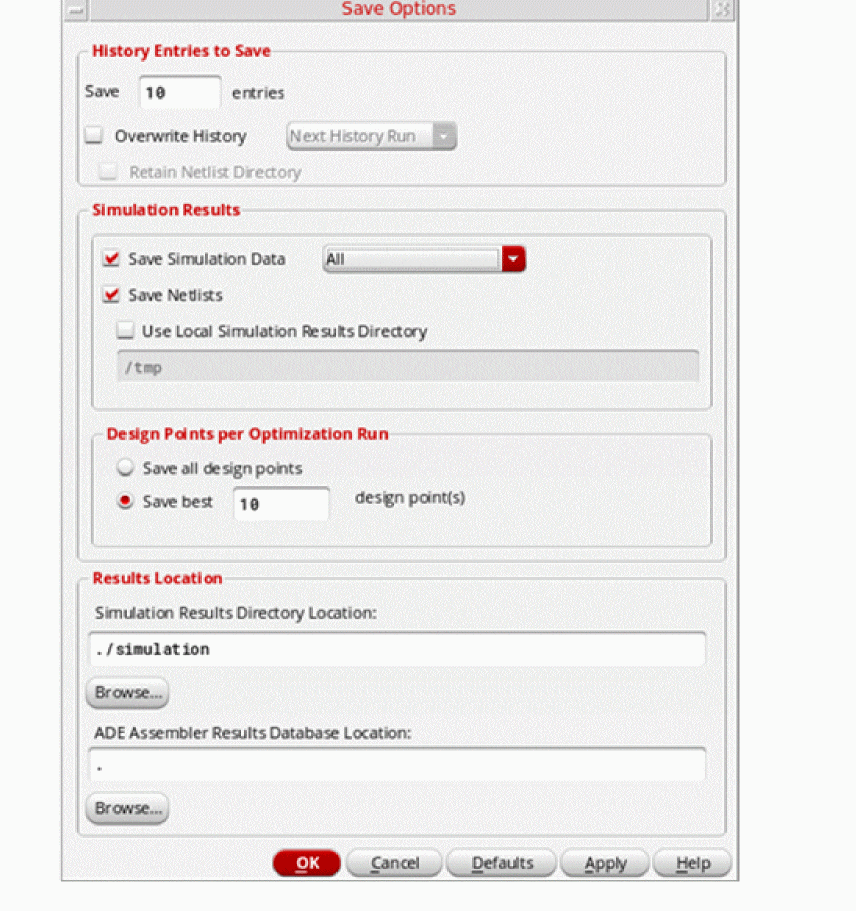 Save Options
History Entries to Save
Save 10 entries
Overwrite History Next History Run
Retain Netlist Directory
Simulation Results
Save Simulation Data All
Save Netlists
Use Local Simulation Results Directory
/tmp
Design Points per Optimization Run
Save all design points
Save best 10 design point(s)
Results Location
Simulation Results Directory Location:
./simulation
Browse...
ADE Assembler Results Database Location:
.
Browse...
OK Cancel Defaults Apply Help